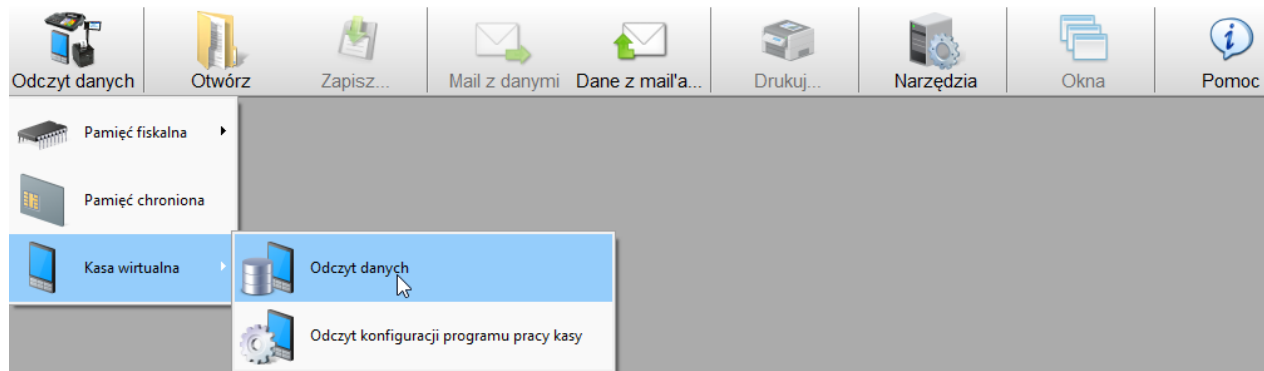 Odczyt danych Otwórz Zapisz... Mail z danymi Dane z mail'a... Drukuj... Narzędzia Okna Pomoc
Pamięć fiskalna
Pamięć chroniona
Kasa wirtualna
Odczyt danych
Odczyt konfiguracji programu pracy kasy